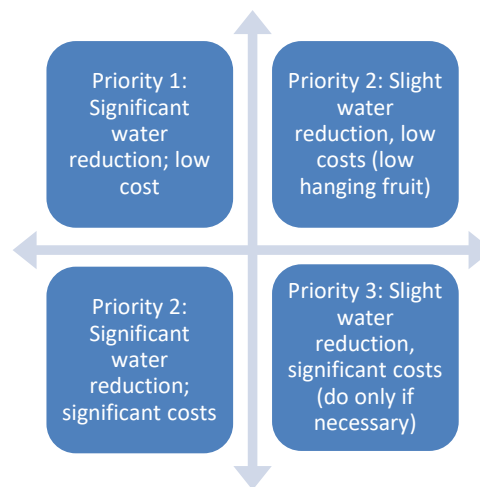 Priority 1:
Significant
water
reduction; low
cost
Priority 2: Slight
water
reduction, low
costs (low
hanging fruit)
Priority 2:
Significant
water
reduction;
significant costs
Priority 3: Slight
water
reduction,
significant costs
(do only if
necessary)